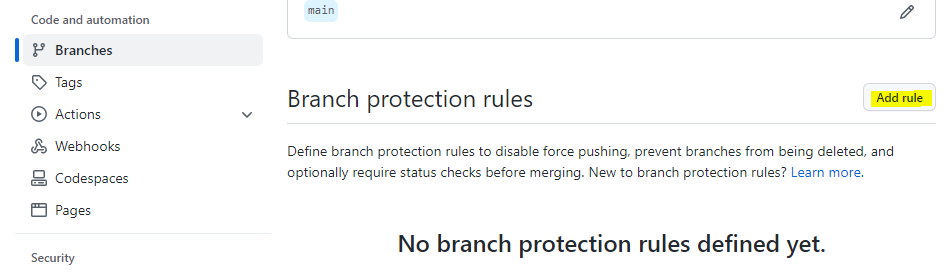 Code and automation
Branches
Tags
Actions
Webhooks
Codespaces
Pages
Security
main
Branch protection rules
Add rule
Define branch protection rules to disable force pushing, prevent branches from being deleted, and
optionally require status checks before merging. New to branch protection rules? Learn more.
No branch protection rules defined yet.